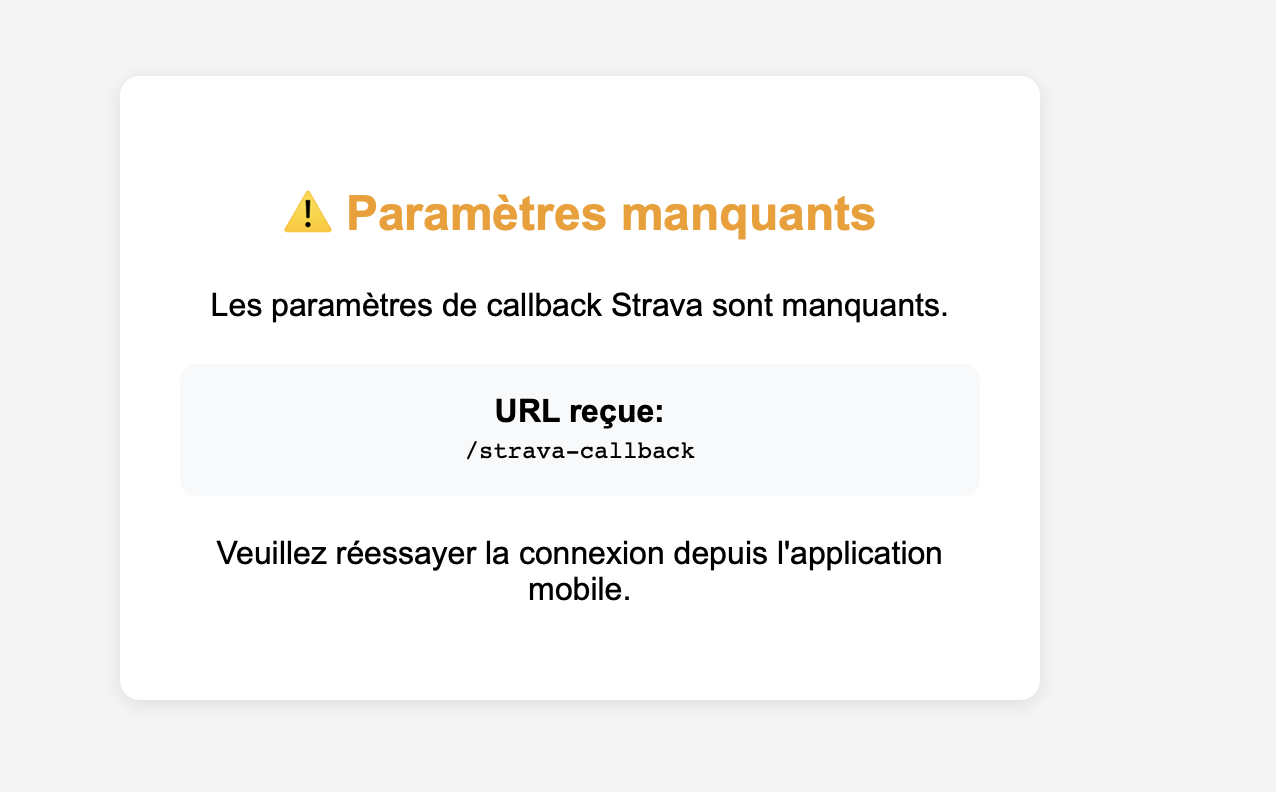 ⚠️ Paramètres manquants
Les paramètres de callback Strava sont manquants.
URL reçue:
/strava-callback
Veuillez réessayer la connexion depuis l'application
mobile.